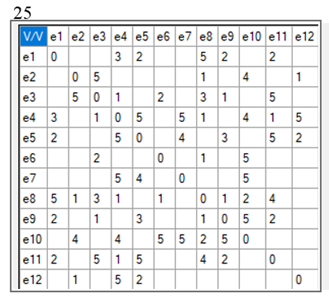 25
V/V e1 e2 e3 e4 e5 e6 e7 e8 e9 e10 e11 e12
e1 0 3 2 5 2 2
e2 0 5 1 4 1
e3 5 0 1 2 3 1 5
e4 3 1 0 5 5 1 4 1 5
e5 2 5 0 4 3 5 2
e6 2 0 1 5
e7 5 4 0 5
e8 5 1 3 1 1 0 1 2 4
e9 2 1 3 1 0 5 2
e10 4 4 5 5 2 5 0
e11 2 5 1 5 4 2 0
e12 1 5 2 0